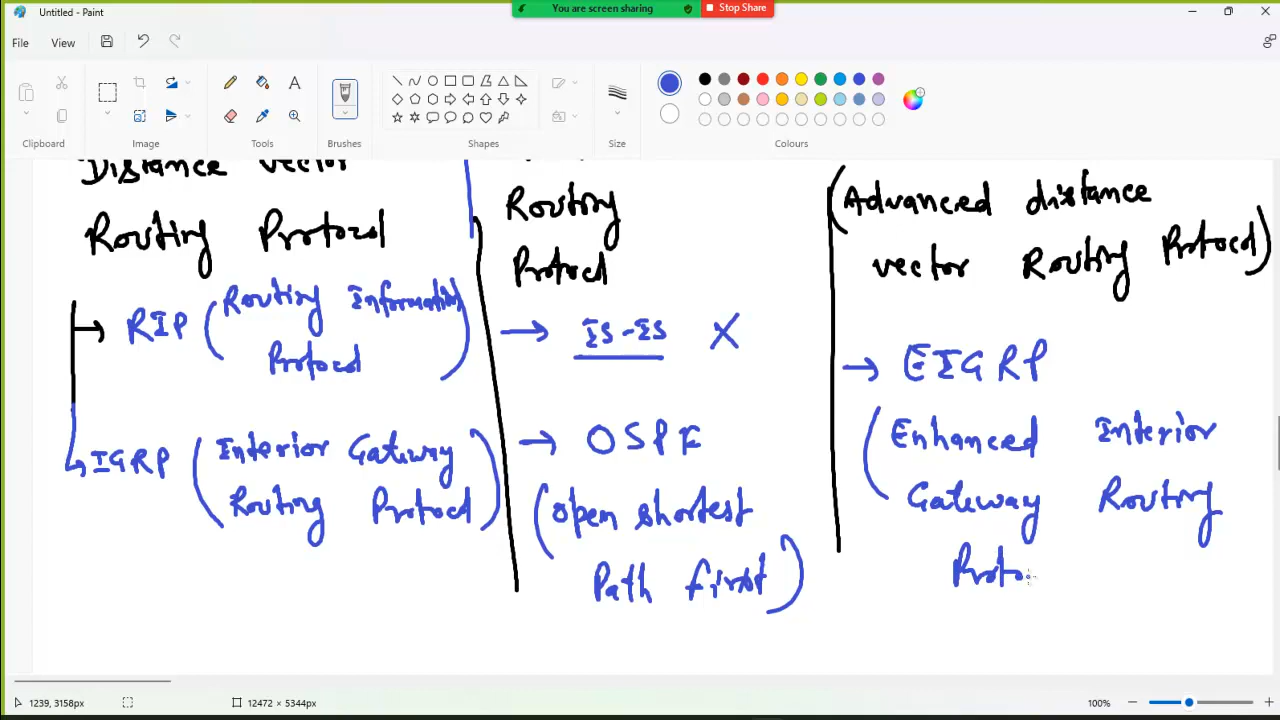 Untitled - Paint
You are screen sharing
Stop Share
File
View
Clipboard
Image
Tools
Brushes
Shapes
Size
Colours
A
Distance vector
Routing Protocol
RIP (Routing Information
Protocol)
IGRP (Interior Gateway
Routing Protocol)
Routing
Protocol
IS-IS X
OSPF
(Open shortest
Path first)
(Advanced distance
vector Routing Protocol)
EIGRP
(Enhanced Interior
Gateway Routing
Proto
1239, 3158px
12472 × 5344px
100%